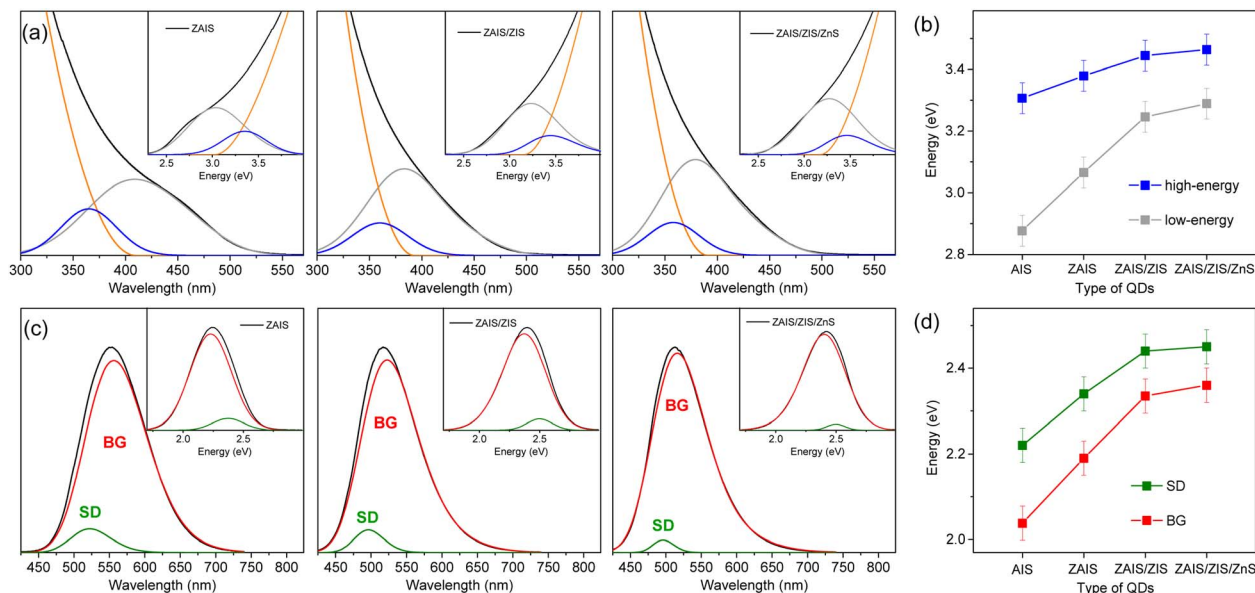 (a)
ZAIS
2.5 3.0 3.5
Energy (eV)
300 350 400 450 500 550
Wavelength (nm)
ZAIS/ZIS
2.5 3.0 3.5
Energy (eV)
300 350 400 450 500 550
Wavelength (nm)
ZAIS/ZIS/ZnS
2.5 3.0 3.5
Energy (eV)
300 350 400 450 500 550
Wavelength (nm)
(b)
Energy (eV)
3.4
3.2
3.0
2.8
high-energy
low-energy
AIS ZAIS ZAIS/ZIS ZAIS/ZIS/ZnS
Type of QDs
(c)
ZAIS
2.0 2.5
Energy (eV)
BG
SD
450 500 550 600 650 700 750 800
Wavelength (nm)
ZAIS/ZIS
2.0 2.5
Energy (eV)
BG
SD
450 500 550 600 650 700 750 800
Wavelength (nm)
ZAIS/ZIS/ZnS
2.0 2.5
Energy (eV)
BG
SD
450 500 550 600 650 700 750 800
Wavelength (nm)
(d)
Energy (eV)
2.4
2.2
2.0
SD
BG
AIS ZAIS ZAIS/ZIS ZAIS/ZIS/ZnS
Type of QDs